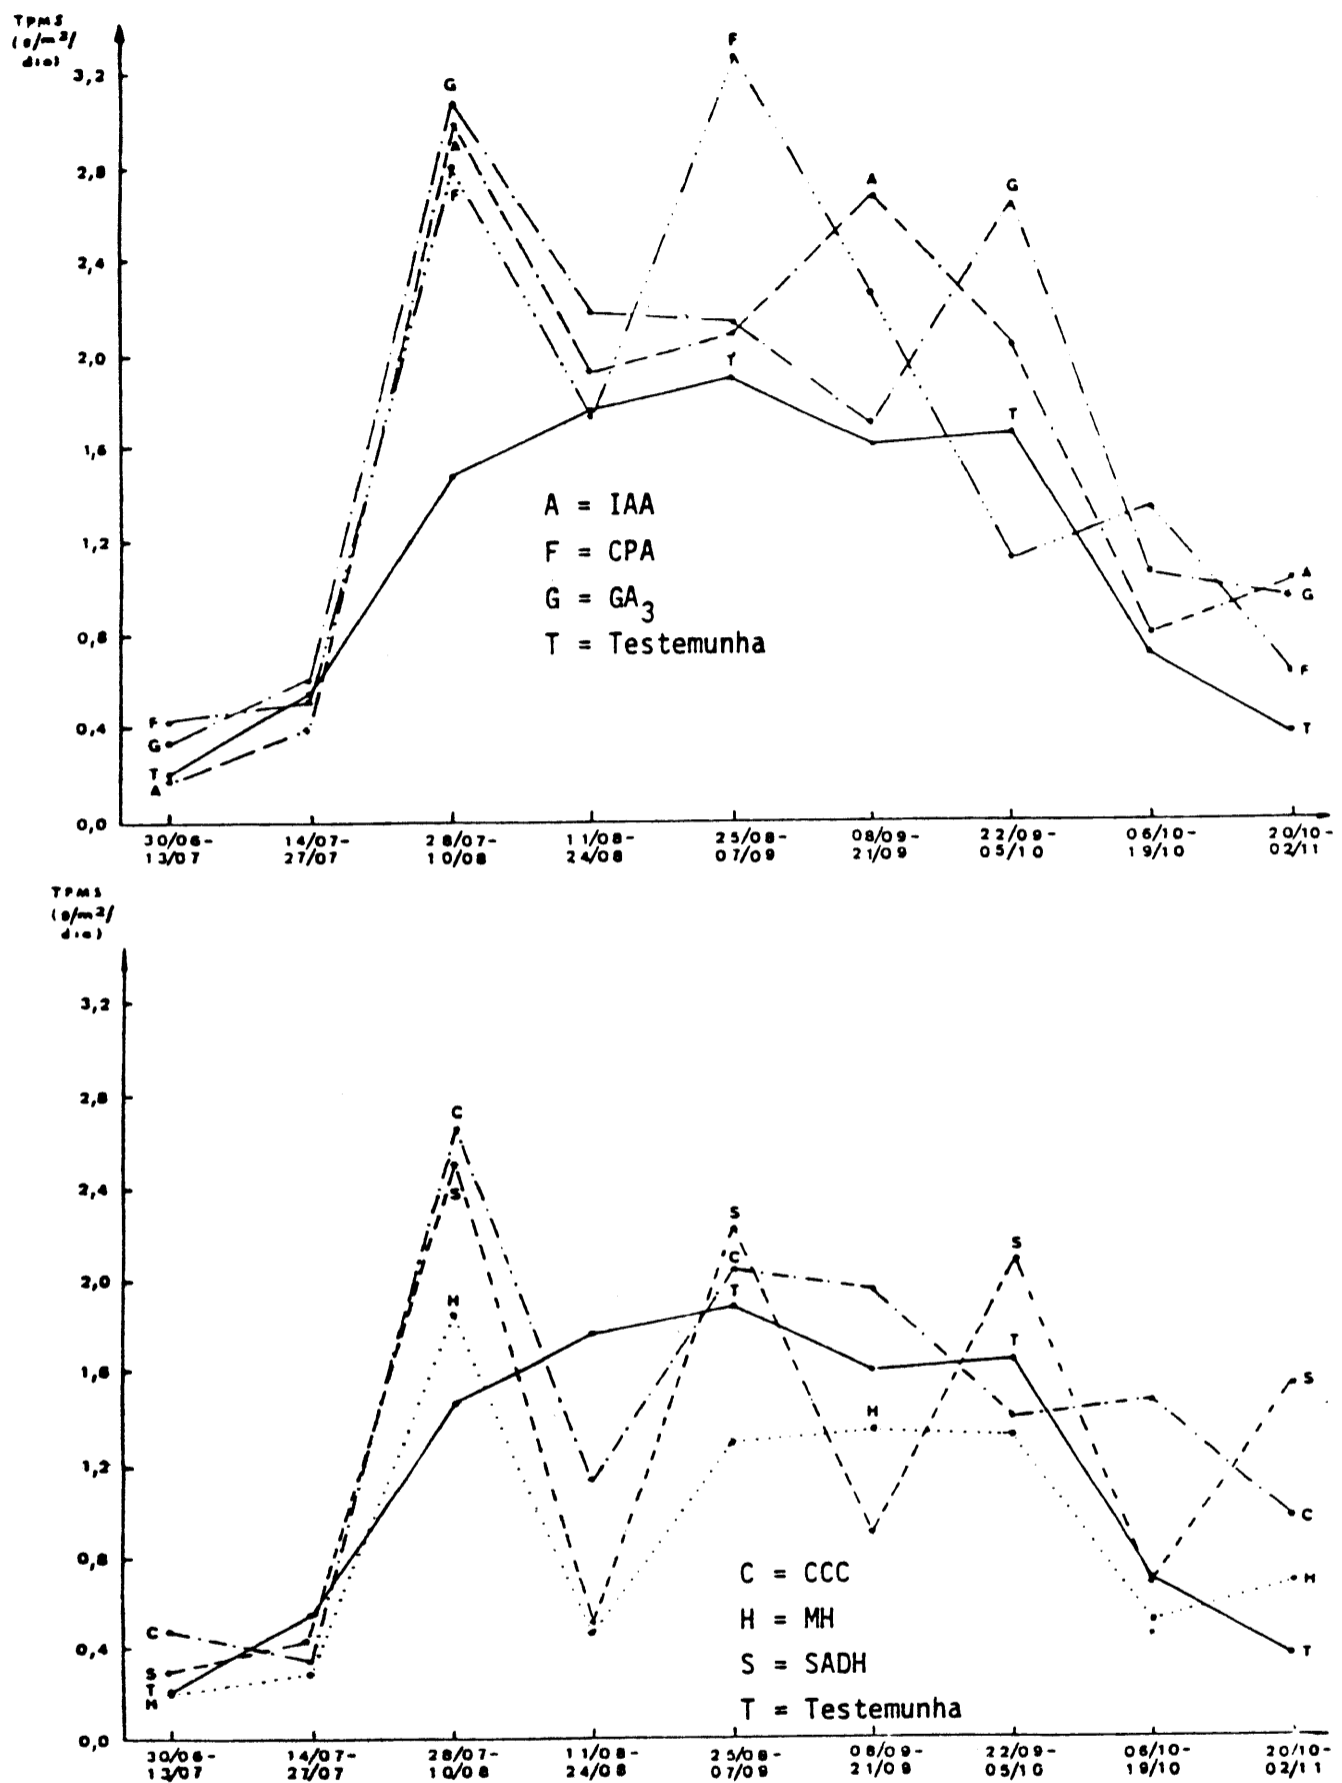 TPMS
(g/m²/
dia)
3,2
2,8
2,4
2,0
1,6
1,2
0,8
0,4
0,0
G
A
F
F
T
A
G
T
A = IAA
F = CPA
G = GA3
T = Testemunha
F
G
T
A
A
G
F
T
30/06-
13/07
14/07-
27/07
28/07-
10/08
11/08-
24/08
25/08-
07/09
08/09-
21/09
22/09-
05/10
06/10-
19/10
20/10-
02/11
TPMS
(g/m²/
dia)
3,2
2,8
2,4
2,0
1,6
1,2
0,8
0,4
0,0
C
S
H
S
C
T
H
S
T
C = CCC
H = MH
S = SADH
T = Testemunha
C
S
T
H
S
C
H
T
30/06-
13/07
14/07-
27/07
28/07-
10/08
11/08-
24/08
25/08-
07/09
08/09-
21/09
22/09-
05/10
06/10-
19/10
20/10-
02/11